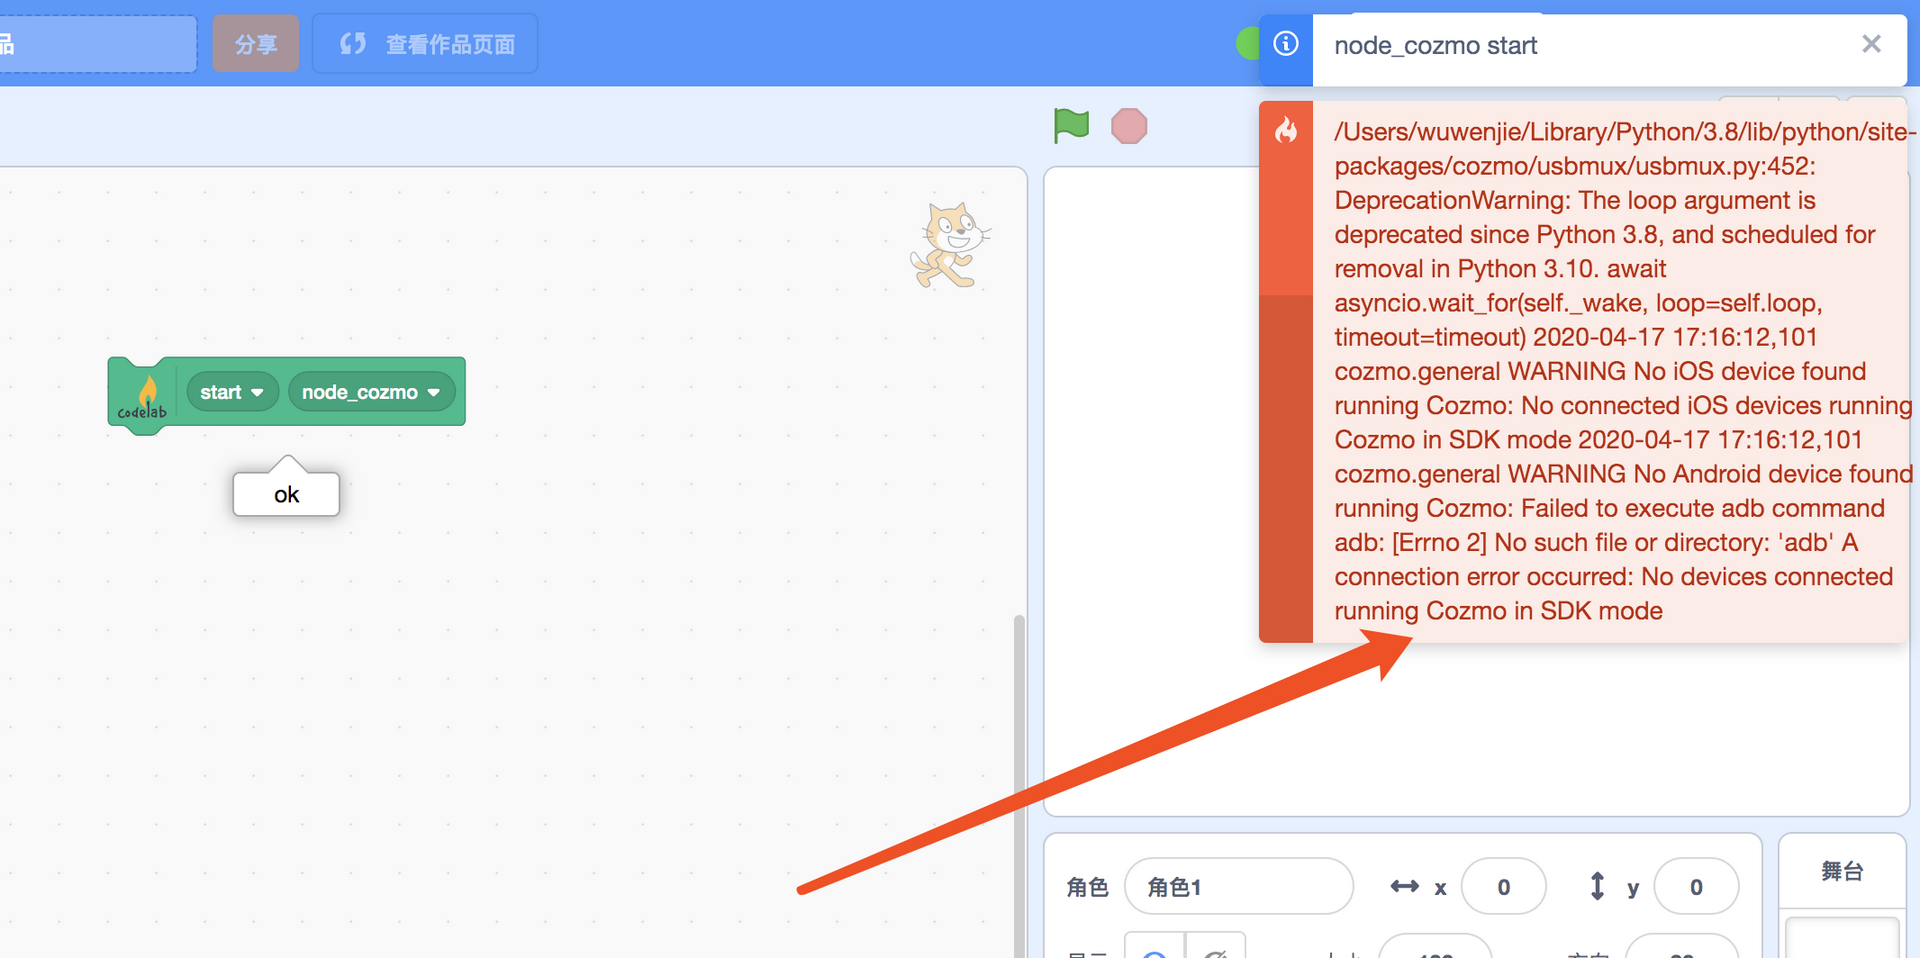 品
分享
查看作品页面
node_cozmo start
/Users/wuwenjie/Library/Python/3.8/lib/python/site-
packages/cozmo/usbmux/usbmux.py:452:
DeprecationWarning: The loop argument is
deprecated since Python 3.8, and scheduled for
removal in Python 3.10. await
asyncio.wait_for(self._wake, loop=self.loop,
timeout=timeout) 2020-04-17 17:16:12,101
cozmo.general WARNING No iOS device found
running Cozmo: No connected iOS devices running
Cozmo in SDK mode 2020-04-17 17:16:12,101
cozmo.general WARNING No Android device found
running Cozmo: Failed to execute adb command
adb: [Errno 2] No such file or directory: 'adb' A
connection error occurred: No devices connected
running Cozmo in SDK mode
codelab start node_cozmo
ok
角色 角色1 x 0 y 0
舞台